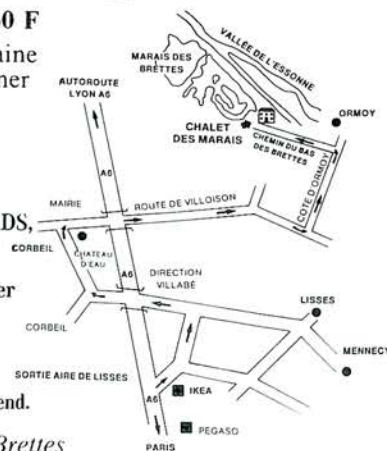 60 F
aine
ner
DS,
er
end.
Brettes
VALLÉE DE L'ESSONNE
MARAIS DES
BRETTES
AUTOROUTE
LYON A6
ORMOY
CHALET
DES MARAIS
CHEMIN DU BAS
DES BRETTES
A6
COTE D'ORMOY
MAIRIE
ROUTE DE VILLOISON
CORBEIL
CHATEAU
D'EAU
A6
DIRECTION
VILLABÉ
LISSES
CORBEIL
MENNECY
SORTIE AIRE DE LISSES
A6
IKEA
PEGASO
PARIS